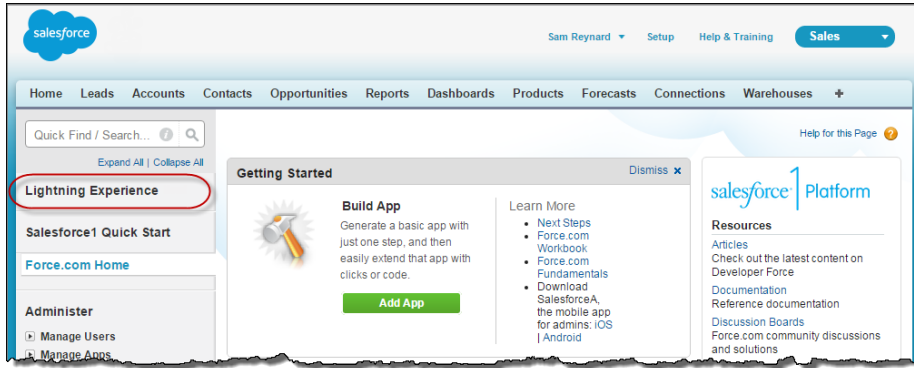 salesforce
Sam Reynard Setup Help & Training Sales
Home Leads Accounts Contacts Opportunities Reports Dashboards Products Forecasts Connections Warehouses +
Quick Find / Search...
Expand All | Collapse All
Lightning Experience
Salesforce1 Quick Start
Force.com Home
Administer
Manage Users
Manage Apps
Help for this Page ?
Getting Started
Dismiss x
Build App
Generate a basic app with
just one step, and then
easily extend that app with
clicks or code.
Add App
Learn More
• Next Steps
• Force.com
Workbook
• Force.com
Fundamentals
• Download
SalesforceA,
the mobile app
for admins: iOS
| Android
salesforce1 Platform
Resources
Articles
Check out the latest content on
Developer Force
Documentation
Reference documentation
Discussion Boards
Force.com community discussions
and solutions